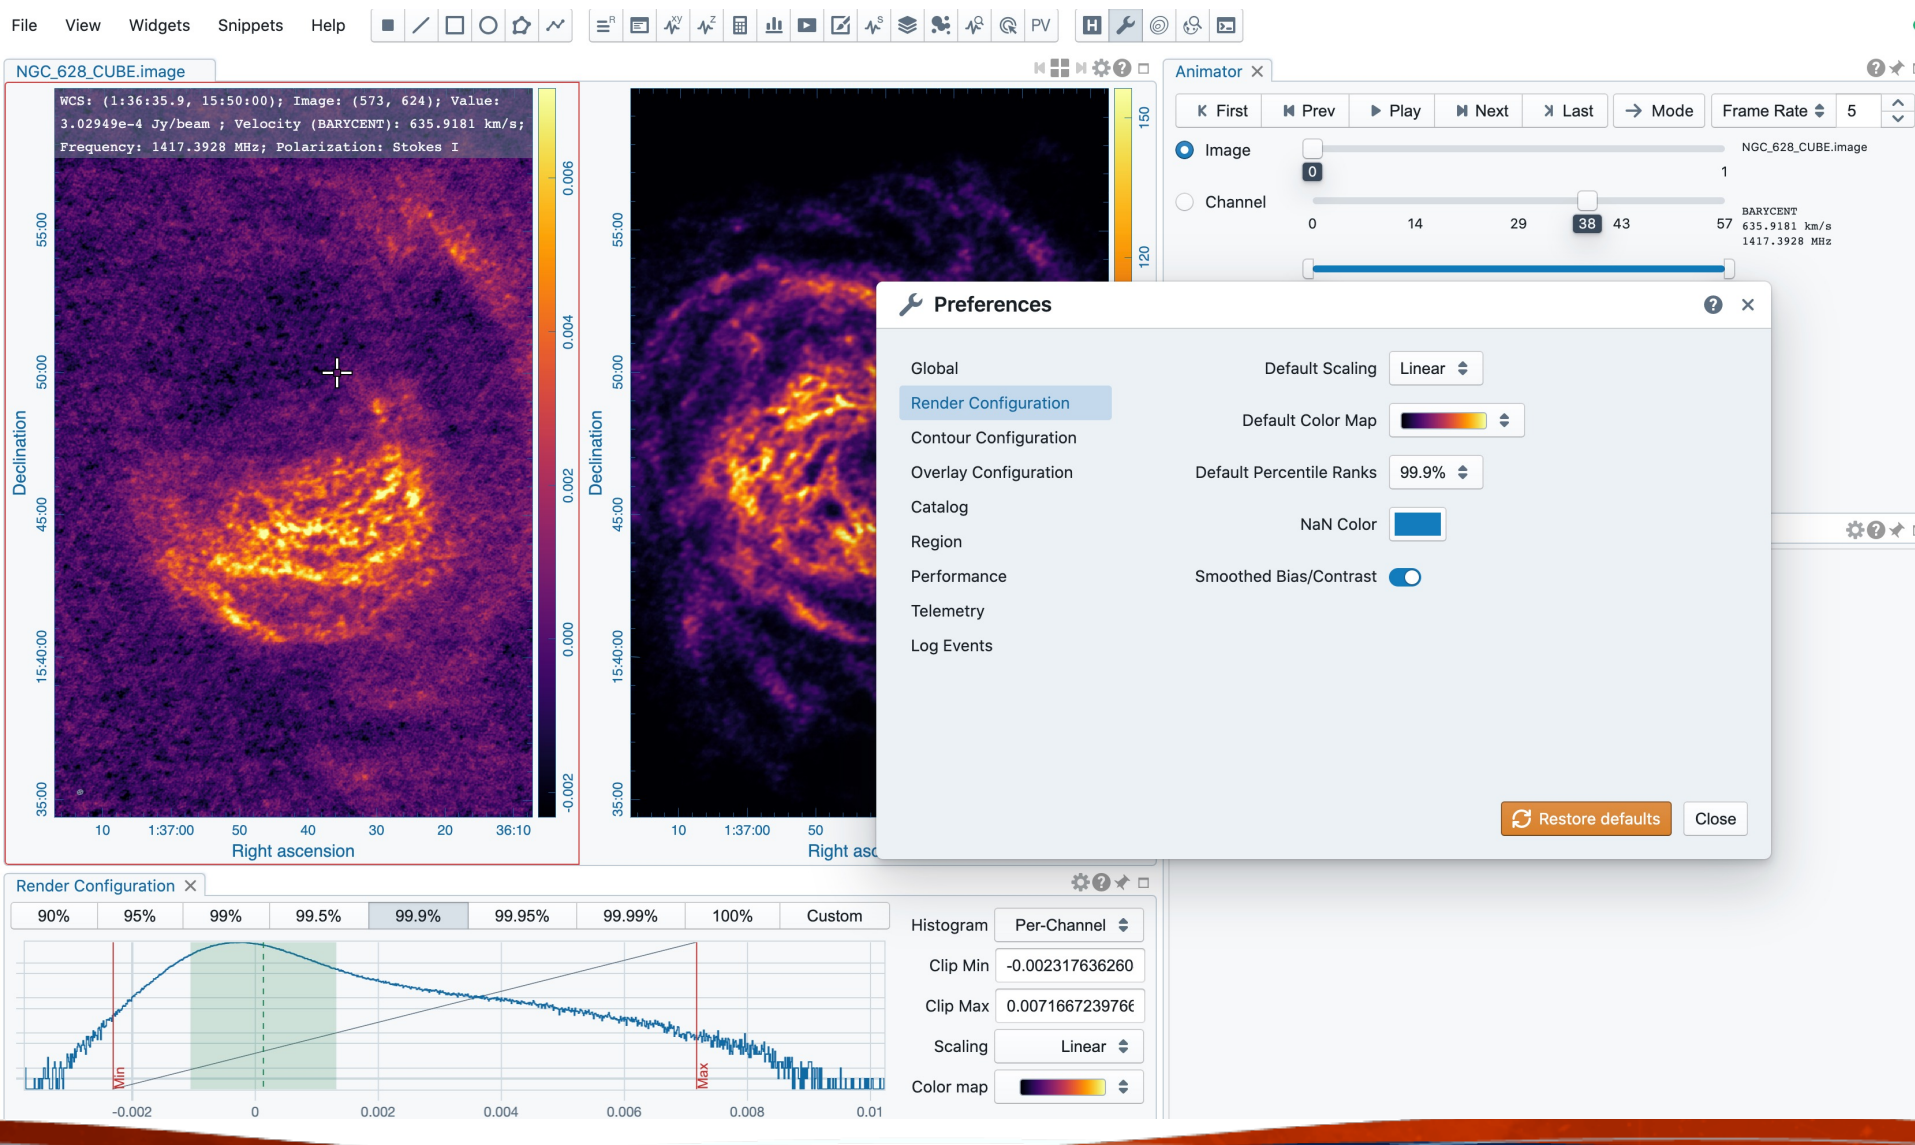 File View Widgets Snippets Help
PV
NGC_628_CUBE.image
WCS: (1:36:35.9, 15:50:00); Image: (573, 624); Value:
3.02949e-4 Jy/beam ; Velocity (BARYCENT): 635.9181 km/s;
Frequency: 1417.3928 MHz; Polarization: Stokes I
Declination
55:00
50:00
45:00
15:40:00
35:00
10 1:37:00 50 40 30 20 36:10
Right ascension
0.006
0.004
0.002
0.000
-0.002
Declination
55:00
50:00
45:00
15:40:00
35:00
10 1:37:00 50
Right asc
150
120
Animator
First Prev Play Next Last Mode Frame Rate 5
Image
0
1
NGC_628_CUBE.image
Channel
0 14 29 38 43 57
BARYCENT
635.9181 km/s
1417.3928 MHz
Preferences
Global
Render Configuration
Contour Configuration
Overlay Configuration
Catalog
Region
Performance
Telemetry
Log Events
Default Scaling Linear
Default Color Map
Default Percentile Ranks 99.9%
NaN Color
Smoothed Bias/Contrast
Restore defaults Close
Render Configuration
90% 95% 99% 99.5% 99.9% 99.95% 99.99% 100% Custom
Min
Max
-0.002 0 0.002 0.004 0.006 0.008 0.01
Histogram Per-Channel
Clip Min -0.002317636260
Clip Max 0.0071667239766
Scaling Linear
Color map